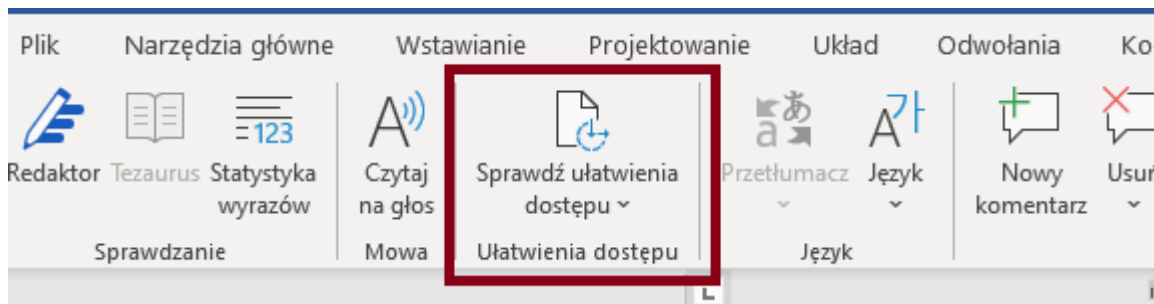 Plik Narzędzia główne Wstawianie Projektowanie Układ Odwołania
Redaktor Tezaurus Statystyka wyrazów
Czytaj na głos
Sprawdź ułatwienia dostępu
Przetłumacz Język
Nowy komentarz
Sprawdzanie Mowa Ułatwienia dostępu Język